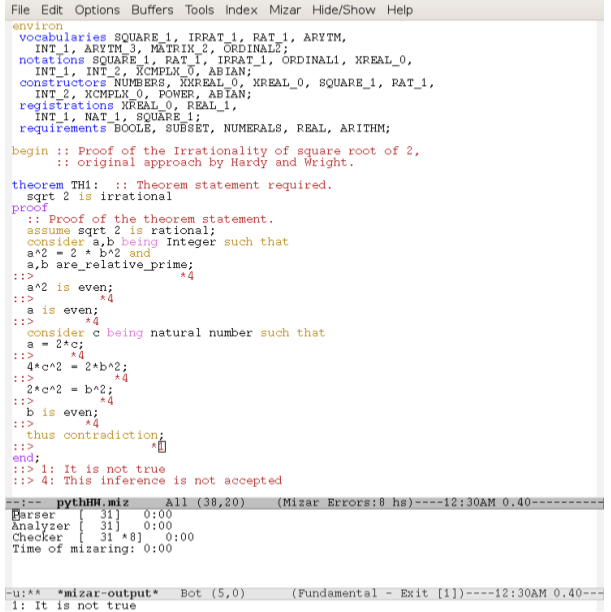 File Edit Options Buffers Tools Index Mizar Hide/Show Help
environ
vocabularies SQUARE_1, IRRAT_1, RAT_1, ARYTM,
INT_1, ARYTM_3, MATRIX_2, ORDINAL2;
notations SQUARE_1, RAT_1, IRRAT_1, ORDINAL1, XREAL_0,
INT_1, INT_2, XCMPLX_0, ABIAN;
constructors NUMBERS, XXREAL_0, XREAL_0, SQUARE_1, RAT_1,
INT_2, XCMPLX_0, POWER, ABIAN;
registrations XREAL_0, REAL_1,
INT_1, NAT_1, SQUARE_1;
requirements BOOLE, SUBSET, NUMERALS, REAL, ARITHM;
begin :: Proof of the Irrationality of square root of 2,
:: original approach by Hardy and Wright.
theorem TH1: :: Theorem statement required.
sqrt 2 is irrational
proof
:: Proof of the theorem statement.
assume sqrt 2 is rational;
consider a,b being Integer such that
a^2 = 2 * b^2 and
a,b are_relative_prime;
::> *4
a^2 is even;
::> *4
a is even;
::> *4
consider c being natural number such that
a = 2*c;
::> *4
4*c^2 = 2*b^2;
::> *4
2*c^2 = b^2;
::> *4
b is even;
::> *4
thus contradiction;
::> *1
end;
::> 1: It is not true
::> 4: This inference is not accepted
--:-- pythHW.miz All (38,20) (Mizar Errors:8 hs)----12:30AM 0.40----------
Parser [ 31] 0:00
Analyzer [ 31] 0:00
Checker [ 31 *8] 0:00
Time of mizaring: 0:00
-u:** *mizar-output* Bot (5,0) (Fundamental - Exit [1])----12:30AM 0.40---
1: It is not true